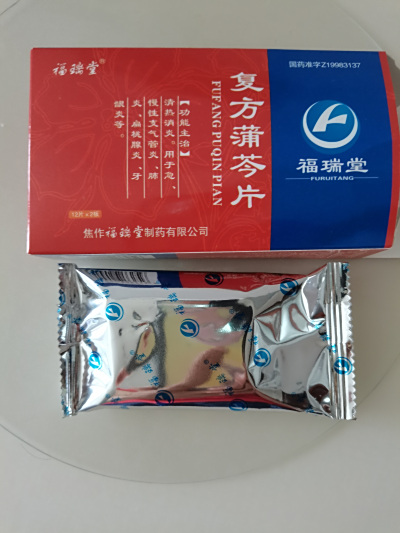 福瑞堂®
国药准字Z19983137
复方蒲芩片
FUFANG PUQIN PIAN
【功能主治】
清热消炎。用于急、
慢性支气管炎、肺
炎、扁桃腺炎、牙
龈炎等。
福瑞堂
FURUITANG
12片×2板
焦作福瑞堂制药有限公司